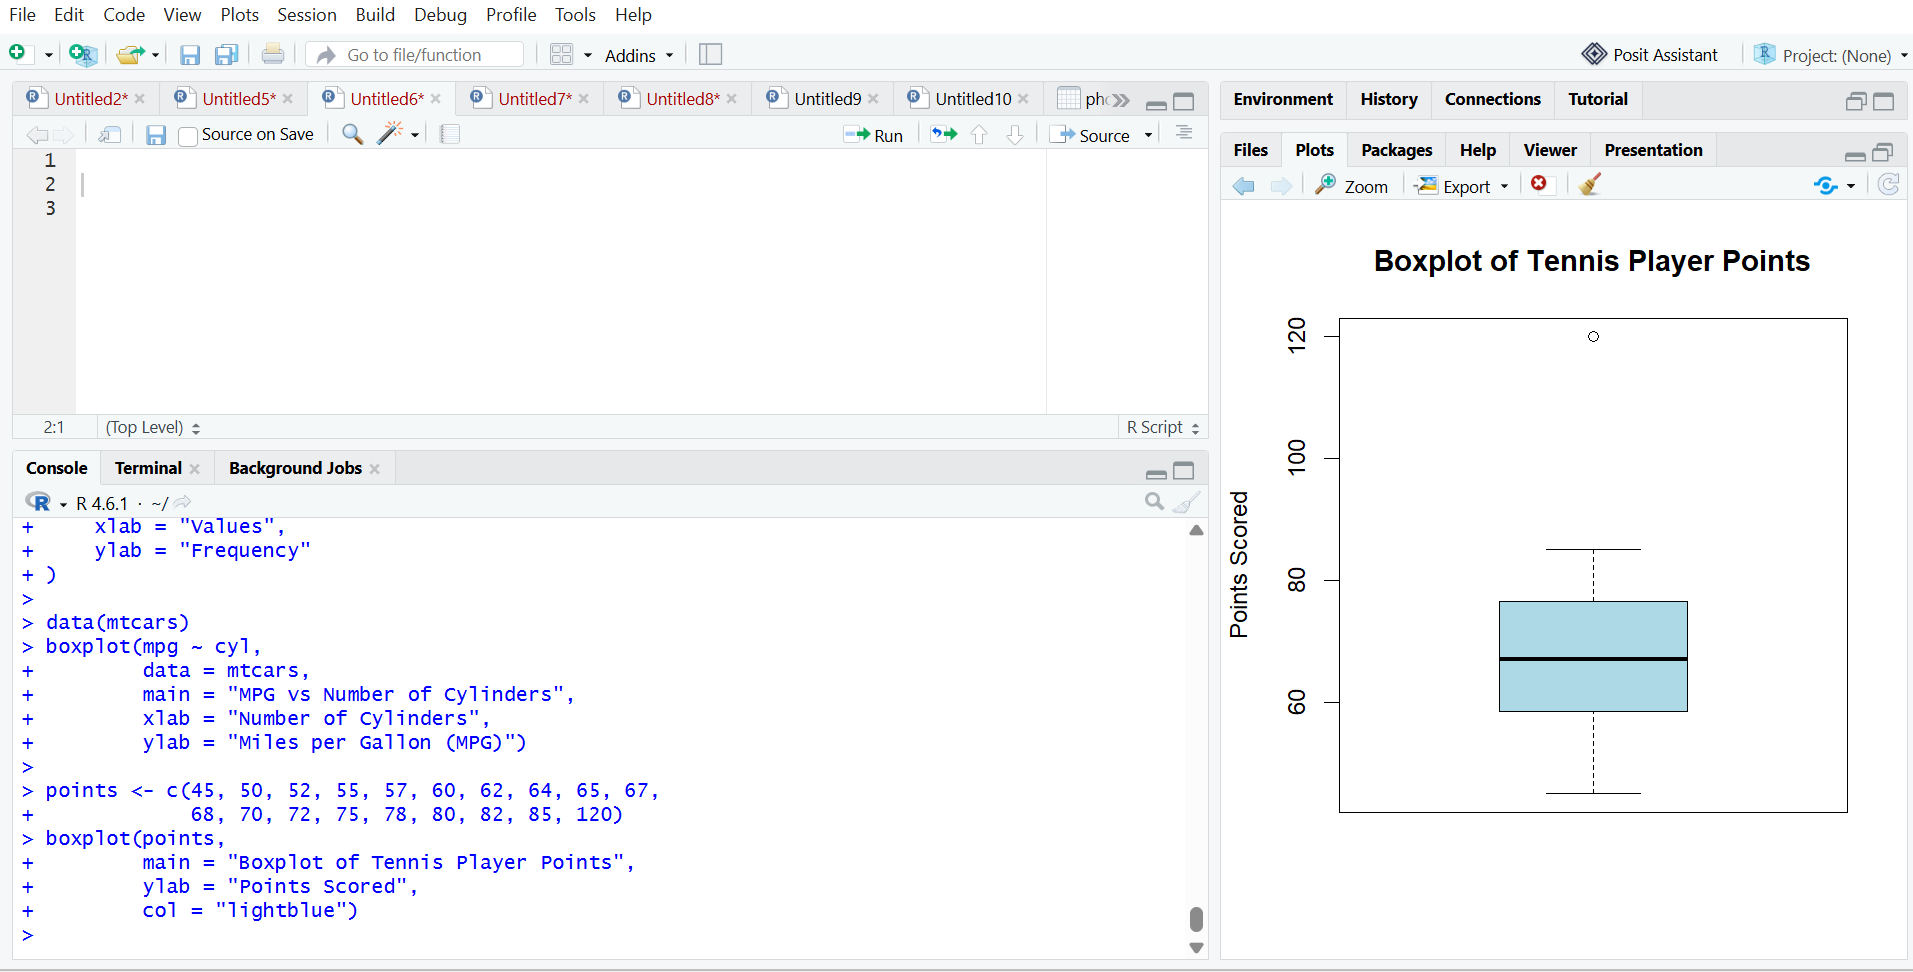 File Edit Code View Plots Session Build Debug Profile Tools Help
Go to file/function Addins Posit Assistant Project: (None)
Untitled2* Untitled5* Untitled6* Untitled7* Untitled8* Untitled9 Untitled10
Source on Save Run Source
1
2
3
2:1 (Top Level) R Script
Console Terminal Background Jobs
R 4.6.1 · ~/
+     xlab = "Values",
+     ylab = "Frequency"
+ )
>
> data(mtcars)
> boxplot(mpg ~ cyl,
+         data = mtcars,
+         main = "MPG vs Number of Cylinders",
+         xlab = "Number of Cylinders",
+         ylab = "Miles per Gallon (MPG)")
>
> points <- c(45, 50, 52, 55, 57, 60, 62, 64, 65, 67,
+             68, 70, 72, 75, 78, 80, 82, 85, 120)
> boxplot(points,
+         main = "Boxplot of Tennis Player Points",
+         ylab = "Points Scored",
+         col = "lightblue")
>
Environment History Connections Tutorial
Files Plots Packages Help Viewer Presentation
Zoom Export
Boxplot of Tennis Player Points
Points Scored
120
100
80
60